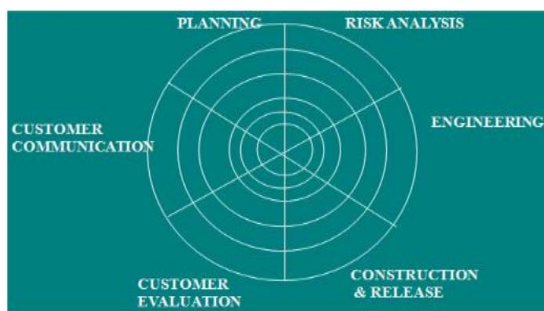 PLANNING
RISK ANALYSIS
ENGINEERING
CUSTOMER
COMMUNICATION
CUSTOMER
EVALUATION
CONSTRUCTION
& RELEASE